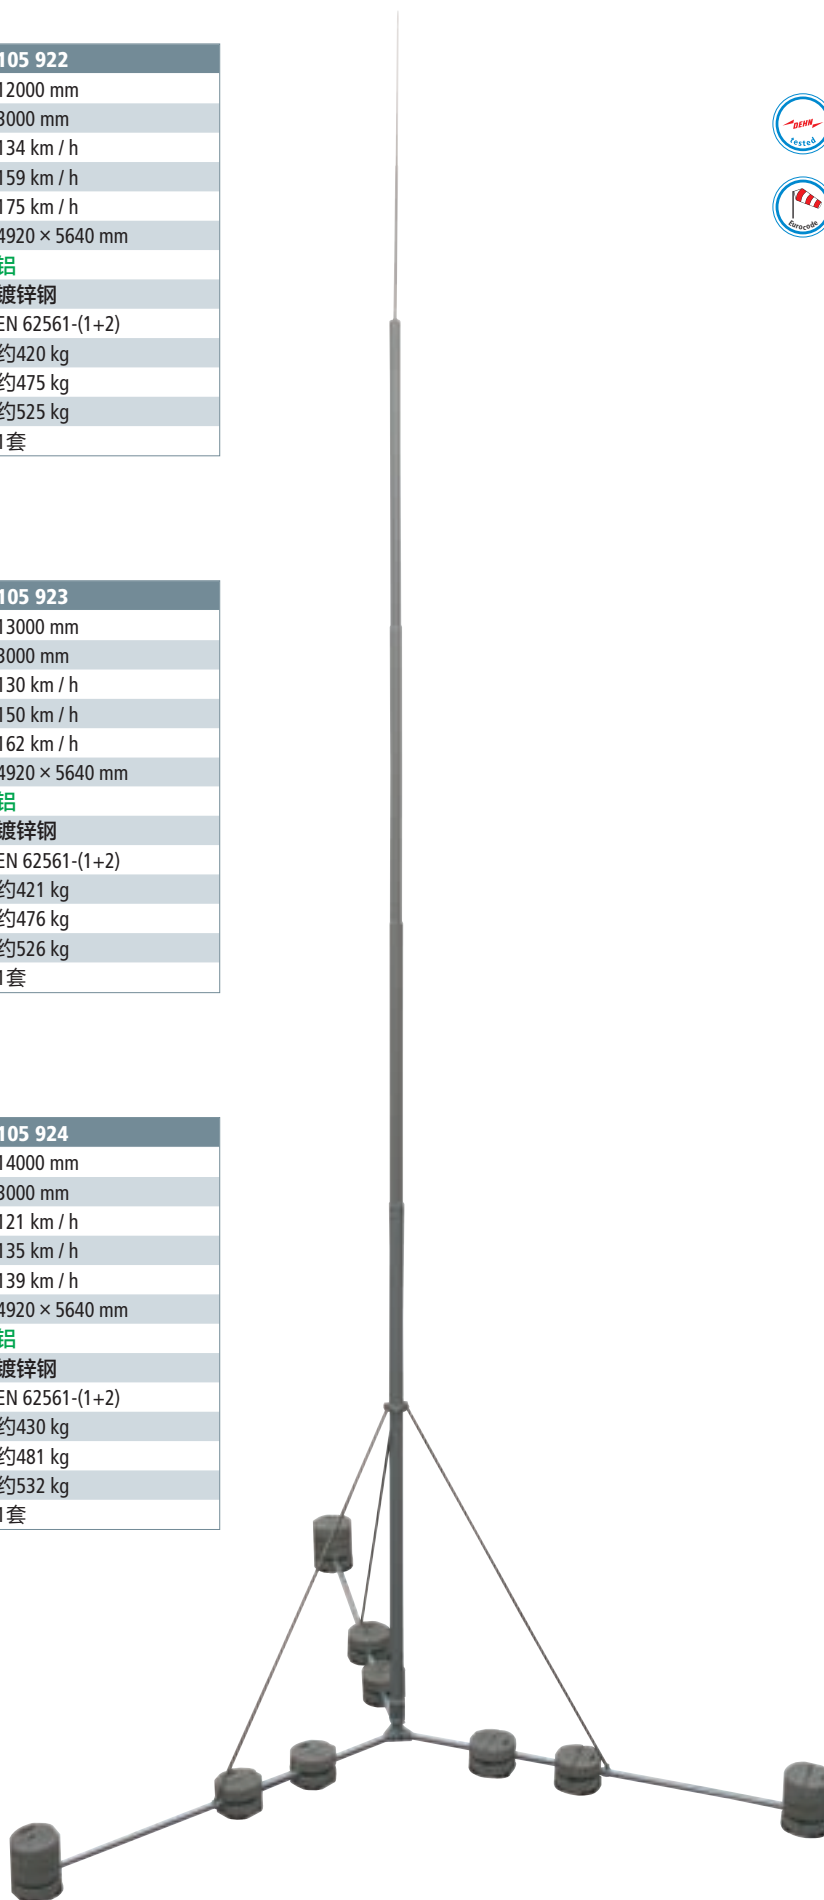 105 922
12000 mm
3000 mm
134 km / h
159 km / h
175 km / h
4920 × 5640 mm
铝
镀锌钢
EN 62561-(1+2)
约420 kg
约475 kg
约525 kg
1套
DEHN
tested
Eurocode
105 923
13000 mm
3000 mm
130 km / h
150 km / h
162 km / h
4920 × 5640 mm
铝
镀锌钢
EN 62561-(1+2)
约421 kg
约476 kg
约526 kg
1套
105 924
14000 mm
3000 mm
121 km / h
135 km / h
139 km / h
4920 × 5640 mm
铝
镀锌钢
EN 62561-(1+2)
约430 kg
约481 kg
约532 kg
1套